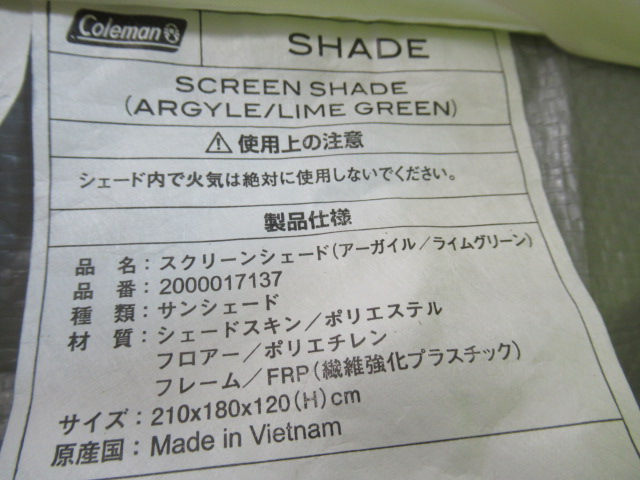 Coleman
SHADE
SCREEN SHADE
(ARGYLE/LIME GREEN)
⚠使用上の注意
シェード内で火気は絶対に使用しないでください。
製品仕様
品 名：スクリーンシェード(アーガイル/ライムグリーン)
品 番：2000017137
種 類：サンシェード
材 質：シェードスキン/ポリエステル
フロアー/ポリエチレン
フレーム/FRP(繊維強化プラスチック)
サイズ：210x180x120(H)cm
原産国：Made in Vietnam